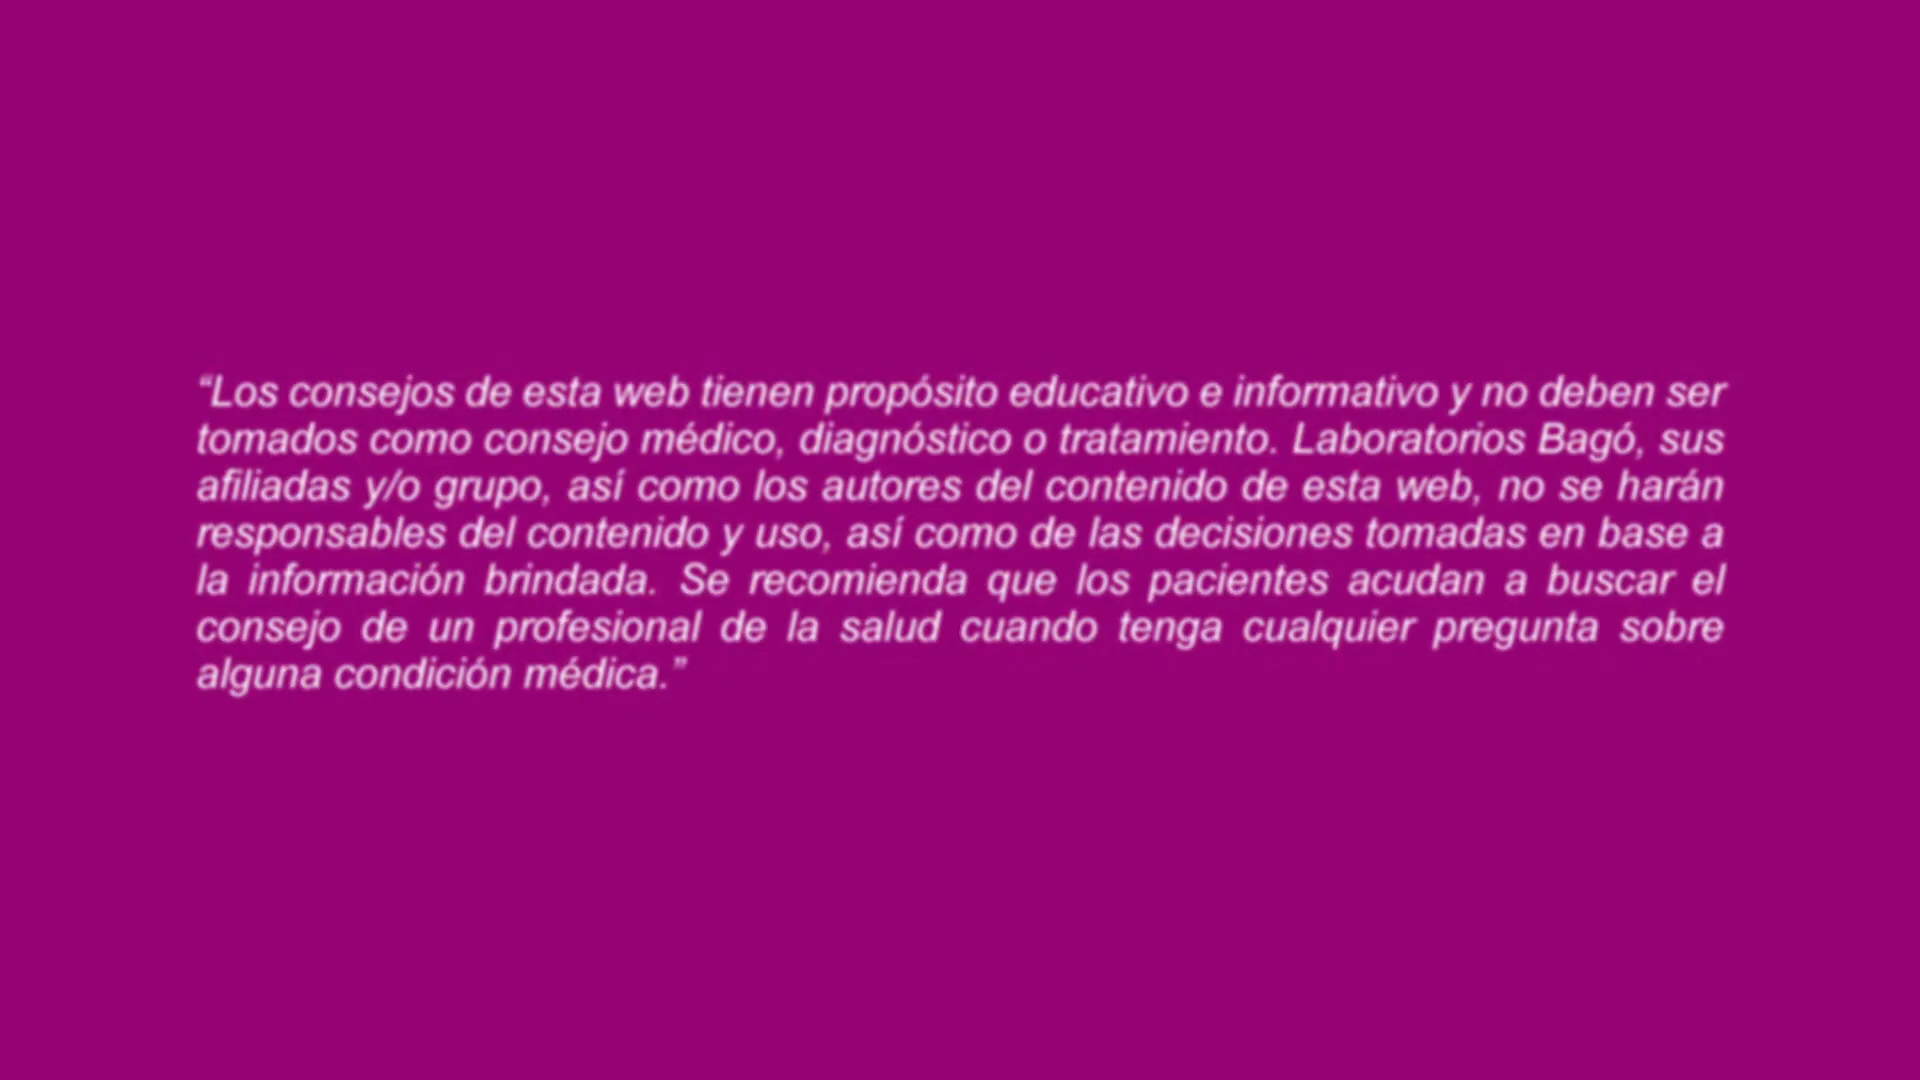 “Los consejos de esta web tienen propósito educativo e informativo y no deben ser
tomados como consejo médico, diagnóstico o tratamiento. Laboratorios Bagó, sus
afiliadas y/o grupo, así como los autores del contenido de esta web, no se harán
responsables del contenido y uso, así como de las decisiones tomadas en base a
la información brindada. Se recomienda que los pacientes acudan a buscar el
consejo de un profesional de la salud cuando tenga cualquier pregunta sobre
alguna condición médica.”